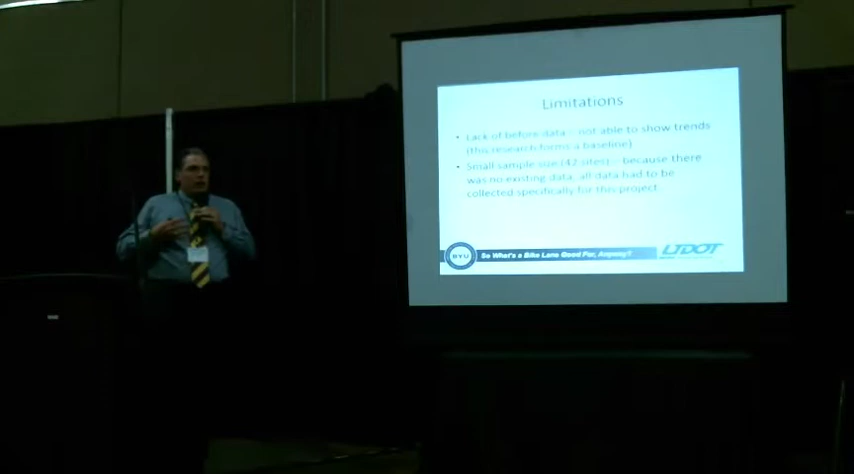 Limitations
• Lack of before data – not able to show trends
(this research forms a baseline)
• Small sample size (42 sites) – because there
was no existing data, all data had to be
collected specifically for this project
BYU So What's a Bike Lane Good For, Anyway? UDOT